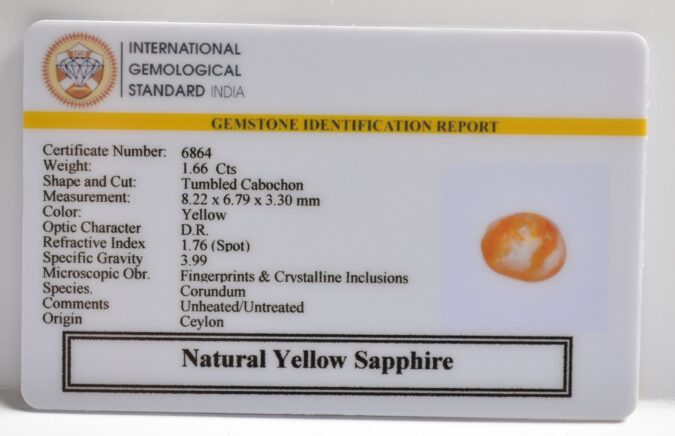 INTERNATIONAL
GEMOLOGICAL
STANDARD INDIA
GEMSTONE IDENTIFICATION REPORT
Certificate Number: 6864
Weight: 1.66 Cts
Shape and Cut: Tumbled Cabochon
Measurement: 8.22 x 6.79 x 3.30 mm
Color: Yellow
Optic Character D.R.
Refractive Index 1.76 (Spot)
Specific Gravity 3.99
Microscopic Obr. Fingerprints & Crystalline Inclusions
Species. Corundum
Comments Unheated/Untreated
Origin Ceylon
Natural Yellow Sapphire